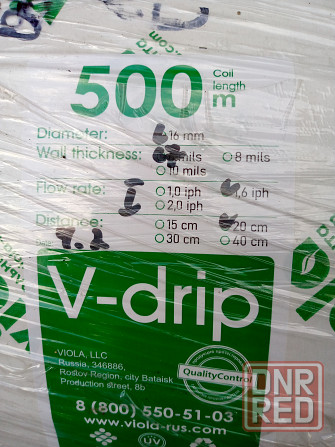 500 m
Coil length
Diameter: 16 mm
Wall thickness: mils 8 mils
10 mils
Flow rate: 1,0 iph 1,6 iph
2,0 iph
Distance: 15 cm 20 cm
30 cm 40 cm
Date:
V-drip
VIOLA, LLC
Russia, 346886,
Rostov Region, city Bataisk
Production street, 8b
QualityControl
8 (800) 550-51-03
www.viola-rus.com
UV
DNR
RED